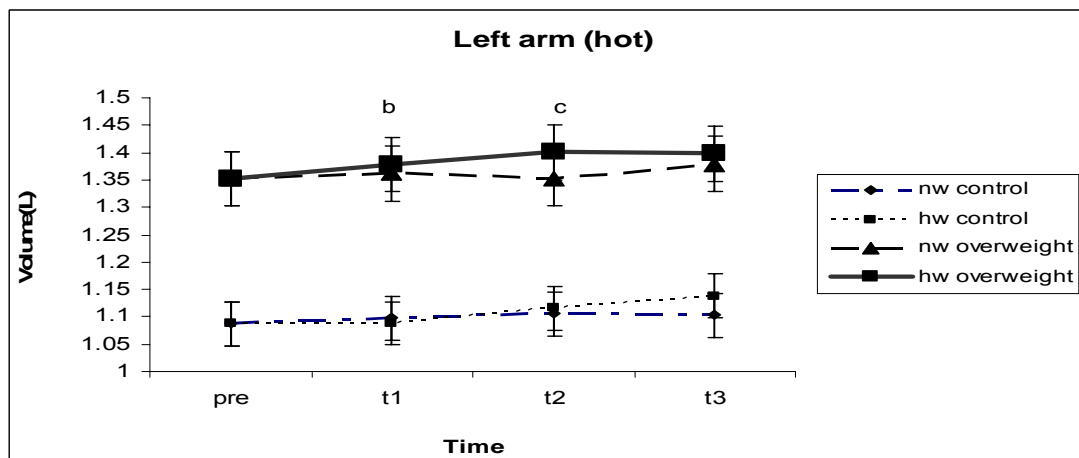 Left arm (hot)
1.5
1.45
1.4
1.35
1.3
1.25
1.2
1.15
1.1
1.05
1
Volume(L)
b
c
pre t1 t2 t3
Time
nw control
hw control
nw overweight
hw overweight